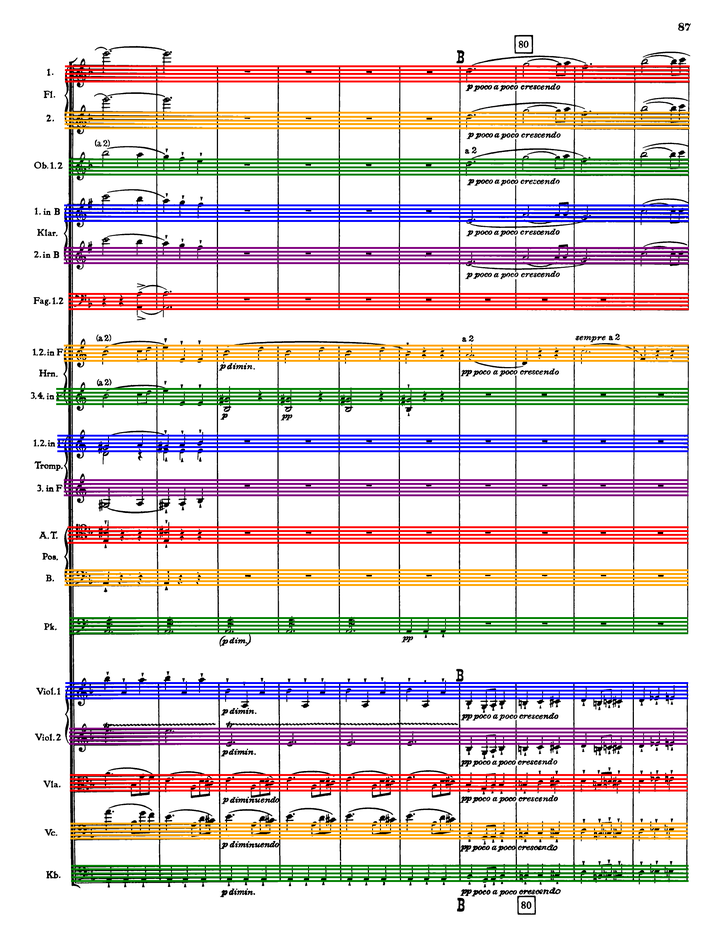 87
80
B
1.
p poco a poco crescendo
Fl.
2.
p poco a poco crescendo
(a 2)
a 2
Ob.1.2
p poco a poco crescendo
1. in B
p poco a poco crescendo
Klar.
2. in B
p poco a poco crescendo
Fag.1.2
(a 2)
a 2
sempre a 2
1.2. in F
p dimin.
pp poco a poco crescendo
Hrn.
(a 2)
3.4. in
p
pp
1.2. in
Tromp.
3. in F
A.T.
Pos.
B.
Pk.
(p dim.)
pp
B
Viol.1
p dimin.
pp poco a poco crescendo
Viol.2
p dimin.
pp poco a poco crescendo
Vla.
p diminuendo
pp poco a poco crescendo
Vc.
p diminuendo
pp poco a poco crescendo
Kb.
p dimin.
pp poco a poco crescendo
B
80